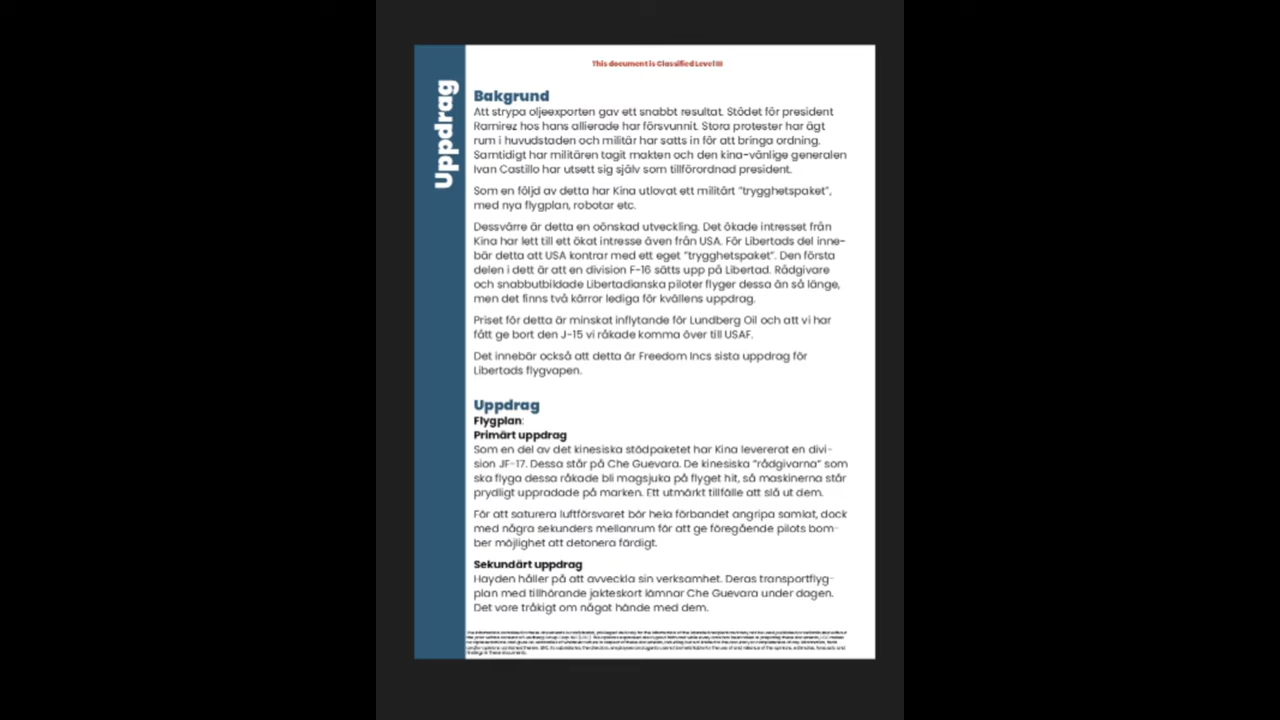 This document is Classified Level III
Uppdrag
Bakgrund
Att strypa oljeexporten gav ett snabbt resultat. Stödet för president
Ramirez hos hans allierade har försvunnit. Stora protester har ägt
rum i huvudstaden och militär har satts in för att bringa ordning.
Samtidigt har militären tagit makten och den kina-vänlige generalen
Ivan Castillo har utsett sig själv som tillförordnad president.
Som en följd av detta har Kina utlovat ett militärt ”trygghetspaket”,
med nya flygplan, robotar etc.
Dessvärre är detta en oönskad utveckling. Det ökade intresset från
Kina har lett till ett ökat intresse även från USA. För Libertads del inne-
bär detta att USA kontrar med ett eget ”trygghetspaket”. Den första
delen i dett är att en division F-16 sätts upp på Libertad. Rådgivare
och snabbutbildade Libertadianska piloter flyger dessa än så länge,
men det finns två kärror lediga för kvällens uppdrag.
Priset för detta är minskat inflytande för Lundberg Oil och att vi har
fått ge bort den J-15 vi råkade komma över till USAF.
Det innebär också att detta är Freedom Incs sista uppdrag för
Libertads flygvapen.
Uppdrag
Flygplan:
Primärt uppdrag
Som en del av det kinesiska stödpaketet har Kina levererat en divi-
sion JF-17. Dessa står på Che Guevara. De kinesiska ”rådgivarna” som
ska flyga dessa råkade bli magsjuka på flyget hit, så maskinerna står
prydligt uppradade på marken. Ett utmärkt tillfälle att slå ut dem.
För att saturera luftförsvaret bör hela förbandet angripa samlat, dock
med några sekunders mellanrum för att ge föregående pilots bom-
ber möjlighet att detonera färdigt.
Sekundärt uppdrag
Hayden håller på att avveckla sin verksamhet. Deras transportflyg-
plan med tillhörande jakteskort lämnar Che Guevara under dagen.
Det vore tråkigt om något hände med dem.